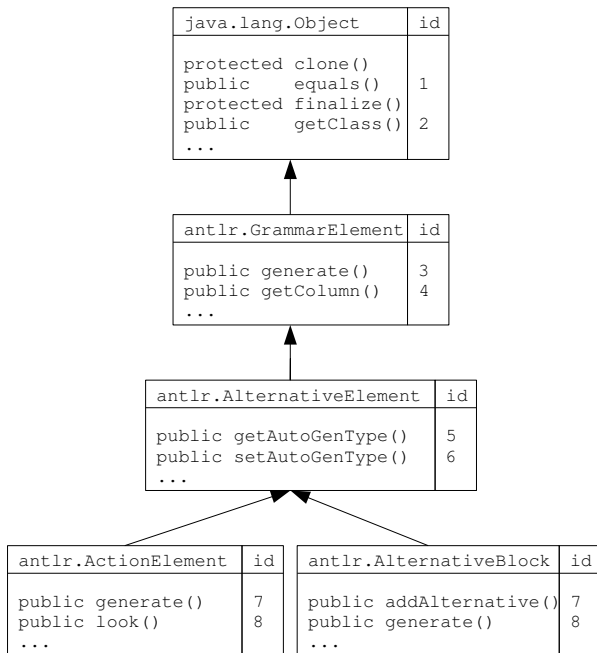 java.lang.Object id
protected clone()
public equals() 1
protected finalize()
public getClass() 2
...
antlr.GrammarElement id
public generate() 3
public getColumn() 4
...
antlr.AlternativeElement id
public getAutoGenType() 5
public setAutoGenType() 6
...
antlr.ActionElement id
public generate() 7
public look() 8
...
antlr.AlternativeBlock id
public addAlternative() 7
public generate() 8
...